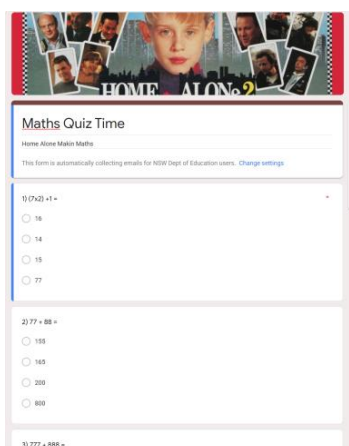 HOME ALONe 2
Maths Quiz Time
Home Alone Makin Maths
This form is automatically collecting emails for NSW Dept of Education users. Change settings
1) (7x2) +1 =
16
14
15
77
2) 77 + 88 =
155
165
200
800
3) 777 + 888 =